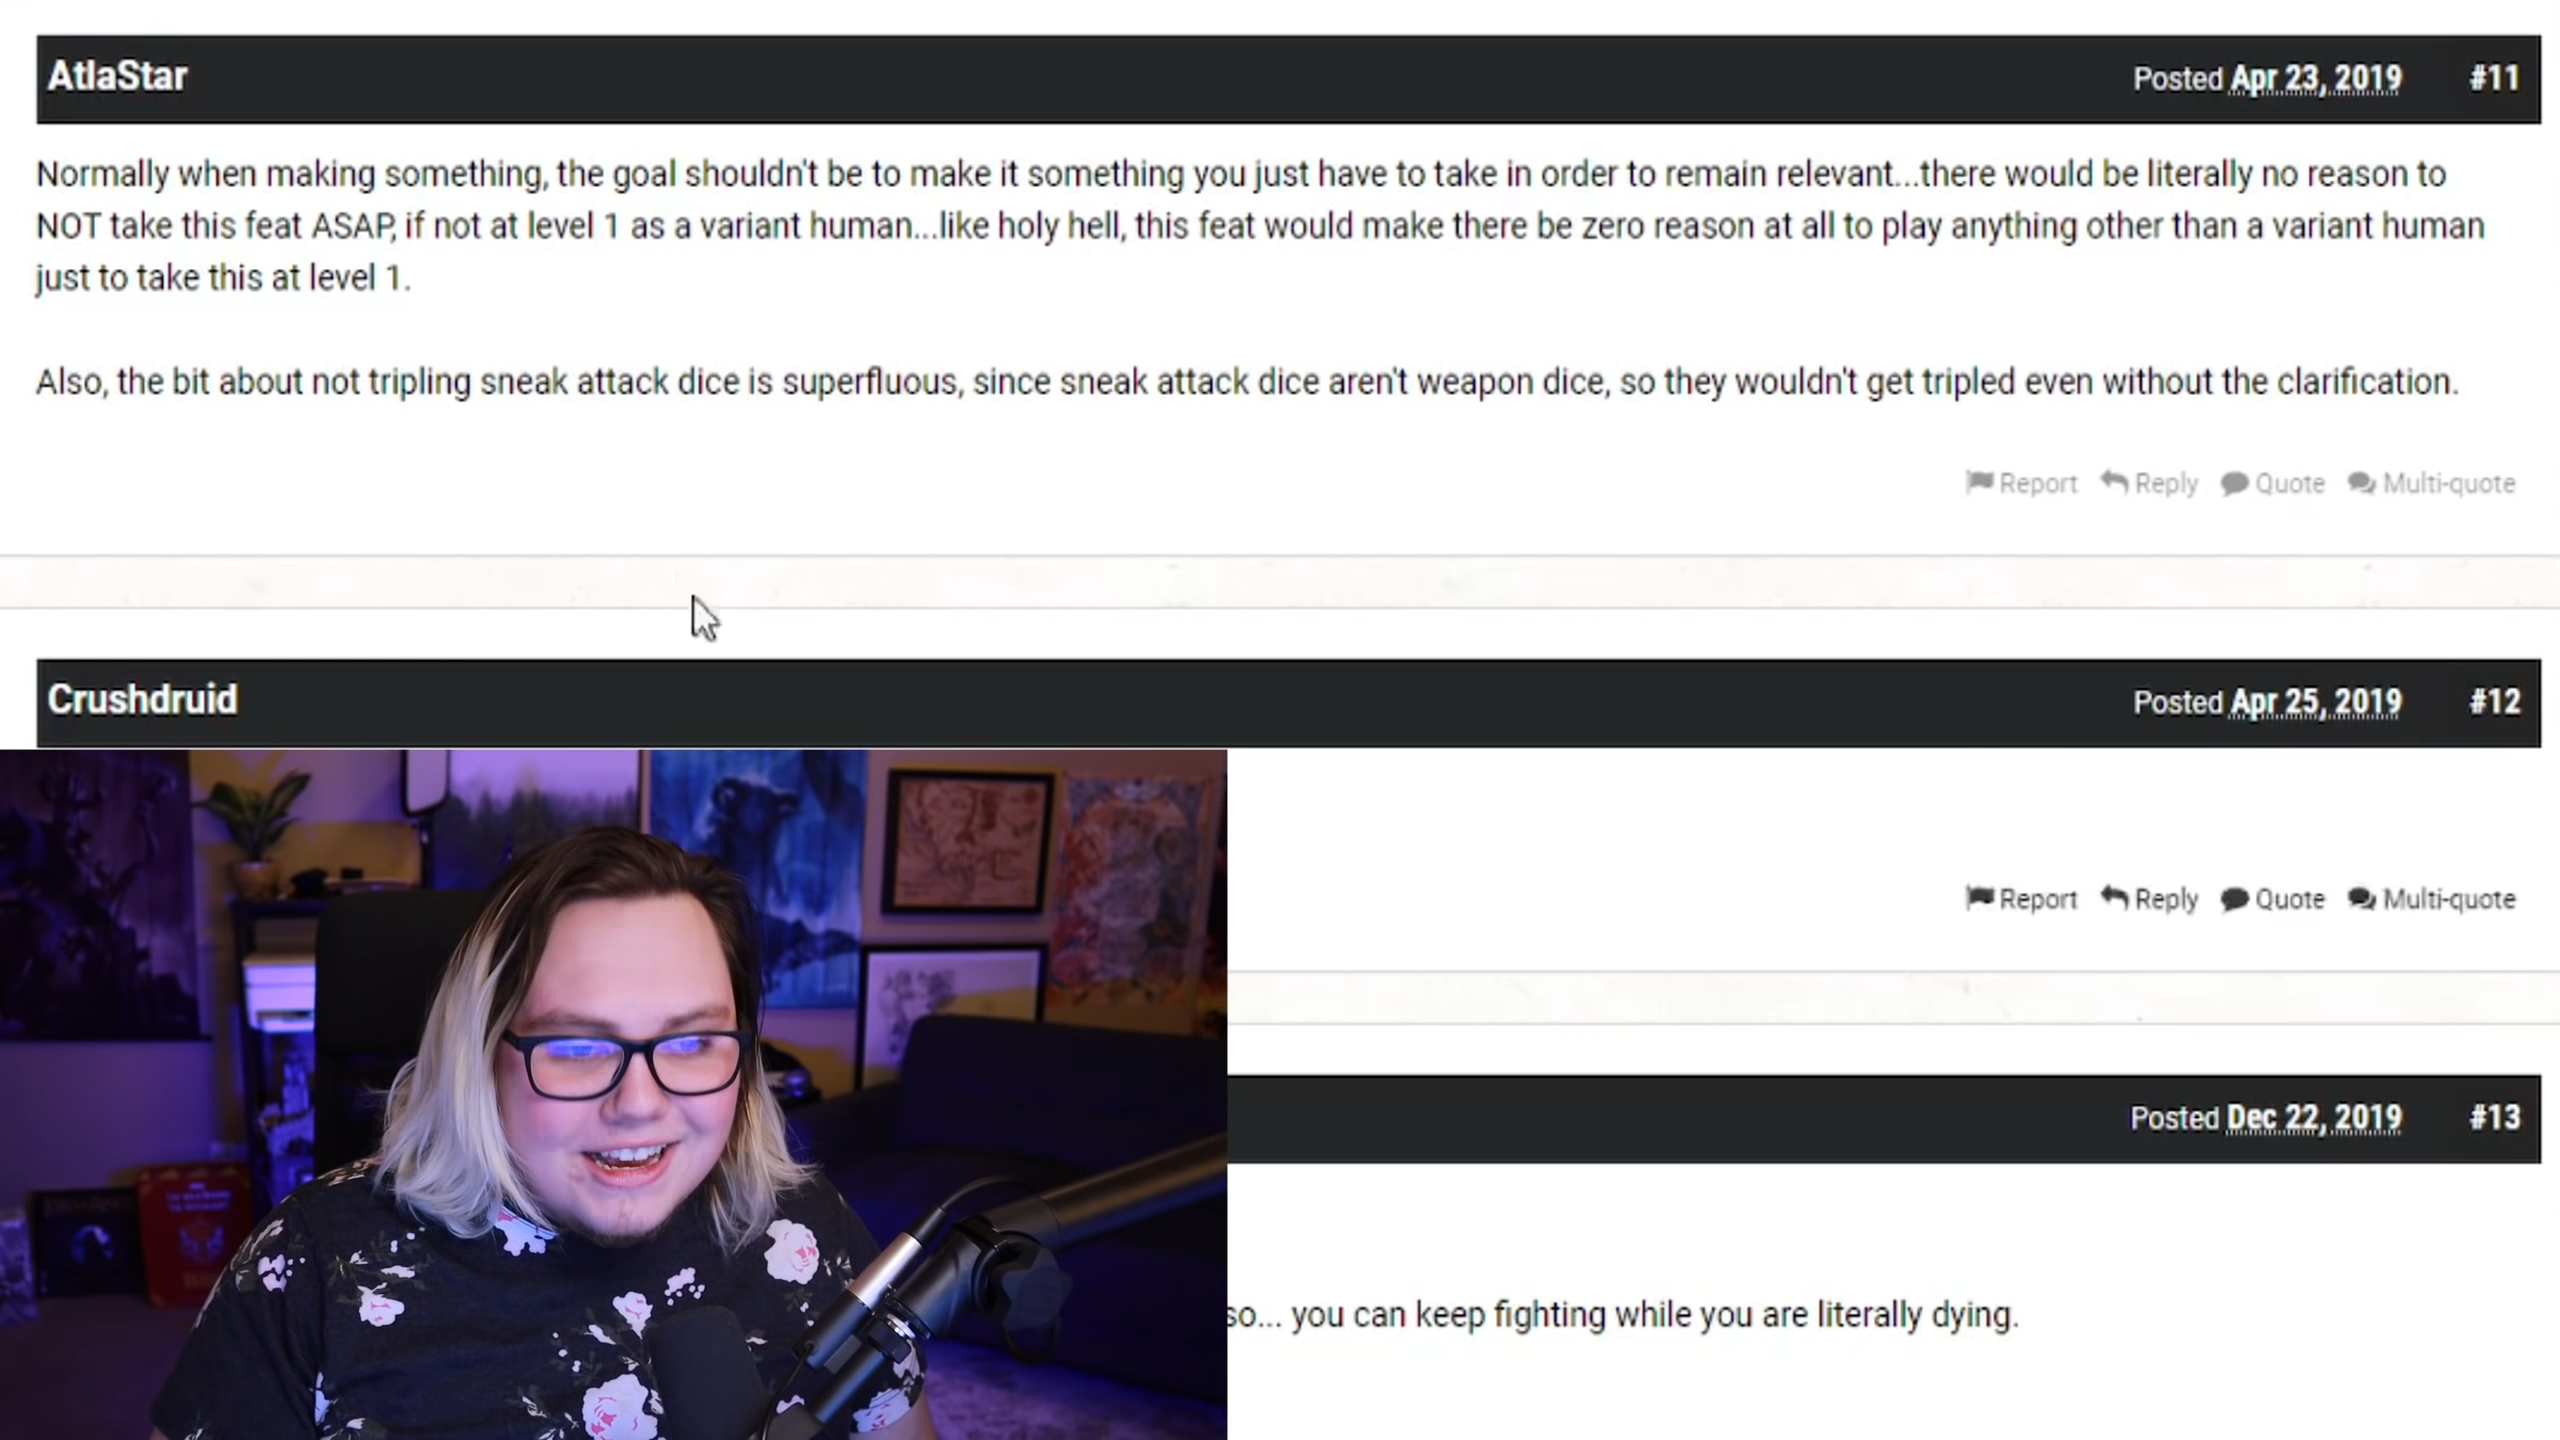 AtlaStar
Posted Apr 23, 2019 #11
Normally when making something, the goal shouldn't be to make it something you just have to take in order to remain relevant...there would be literally no reason to
NOT take this feat ASAP, if not at level 1 as a variant human...like holy hell, this feat would make there be zero reason at all to play anything other than a variant human
just to take this at level 1.
Also, the bit about not tripling sneak attack dice is superfluous, since sneak attack dice aren't weapon dice, so they wouldn't get tripled even without the clarification.
Report Reply Quote Multi-quote
Crushdruid
Posted Apr 25, 2019 #12
Report Reply Quote Multi-quote
Posted Dec 22, 2019 #13
so... you can keep fighting while you are literally dying.